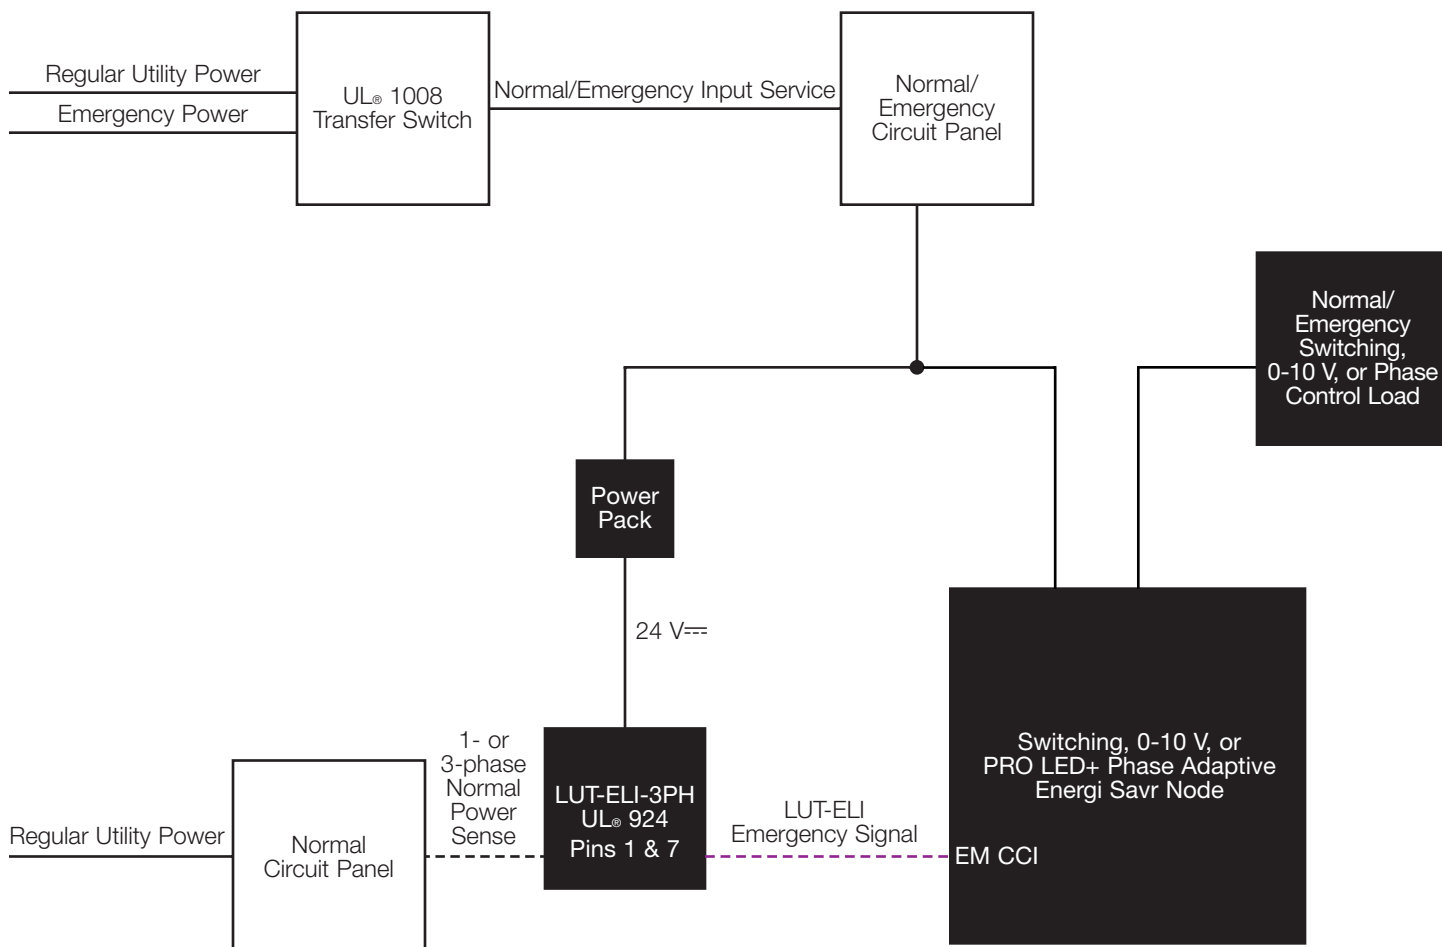 Regular Utility Power
Emergency Power
UL® 1008
Transfer Switch
Normal/Emergency Input Service
Normal/
Emergency
Circuit Panel
Normal/
Emergency
Switching,
0-10 V, or Phase
Control Load
Power
Pack
24 V⎓
1- or
3-phase
Normal
Power
Sense
LUT-ELI-3PH
UL® 924
Pins 1 & 7
Switching, 0-10 V, or
PRO LED+ Phase Adaptive
Energi Savr Node
LUT-ELI
Emergency Signal
EM CCI
Regular Utility Power
Normal
Circuit Panel